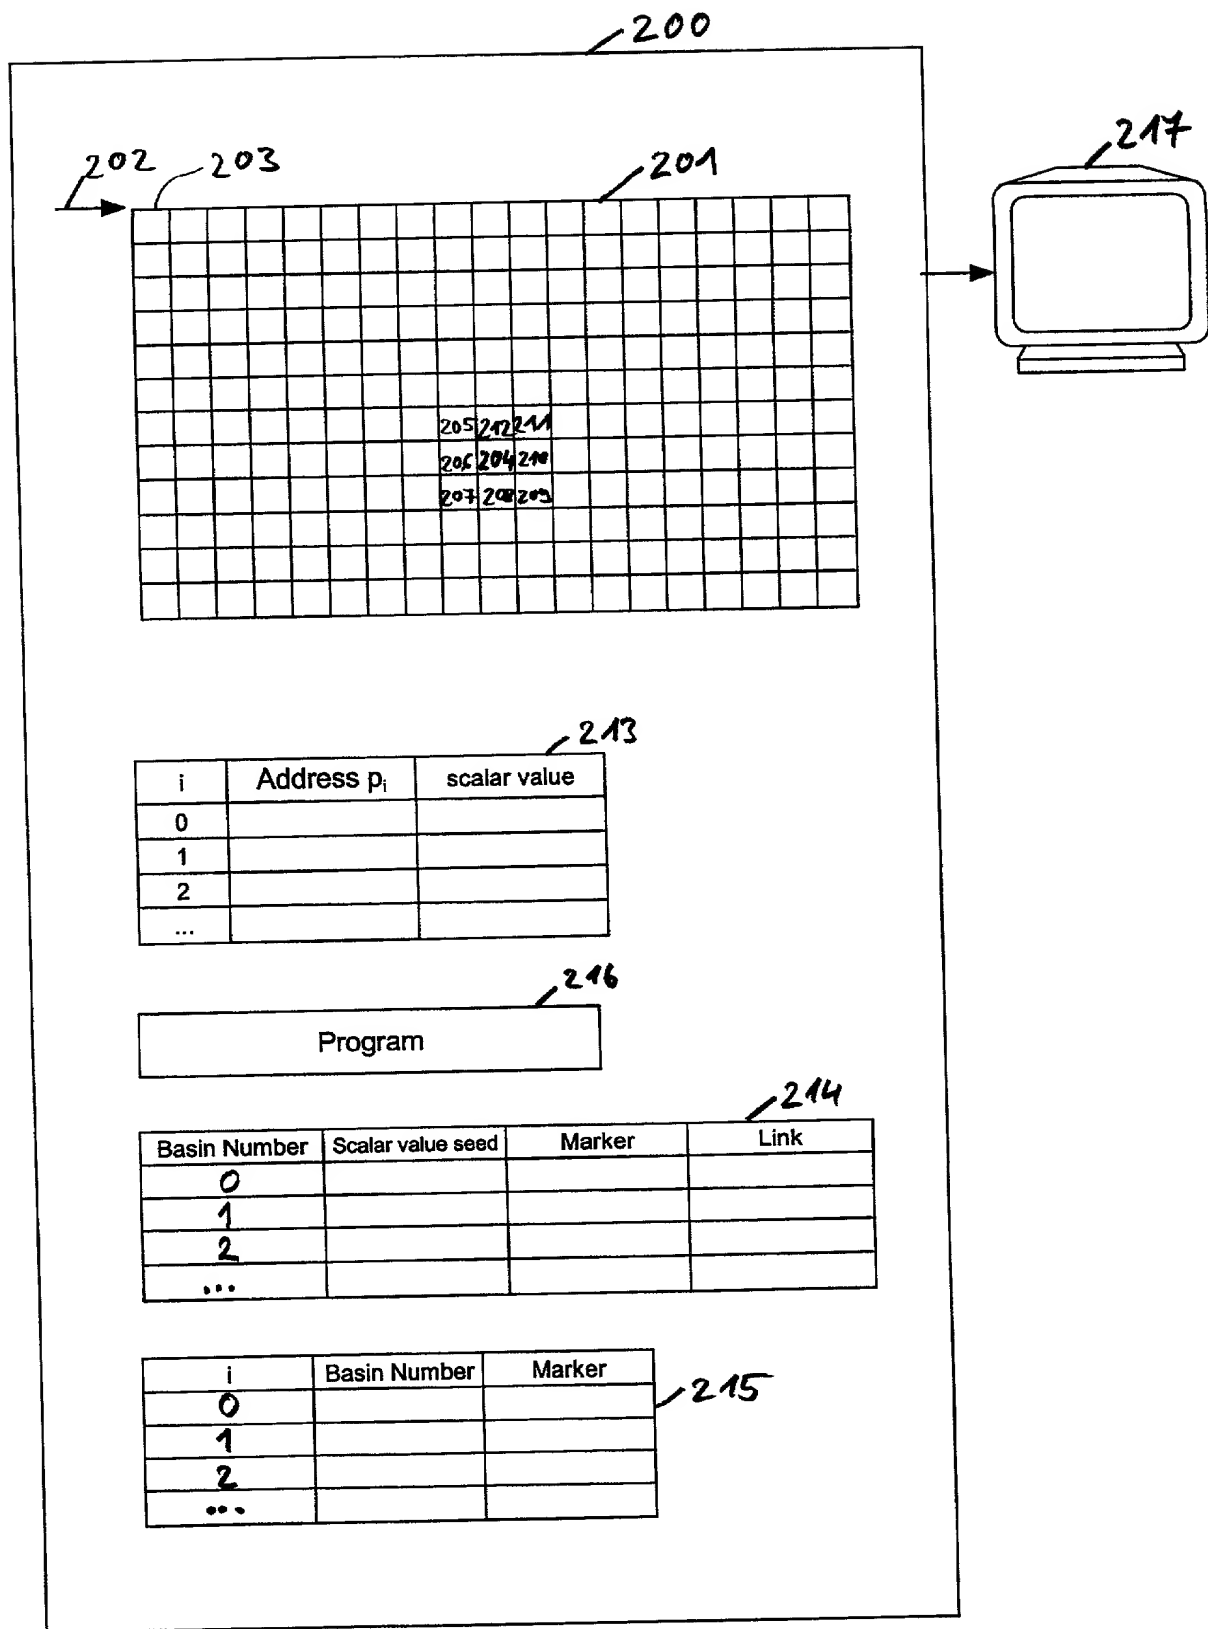 200
217
202 203 201
205 212 211
206 204 210
207 208 209
213
i Address pi scalar value
0
1
2
...
216
Program
214
Basin Number Scalar value seed Marker Link
0
1
2
...
i Basin Number Marker
215
0
1
2
...